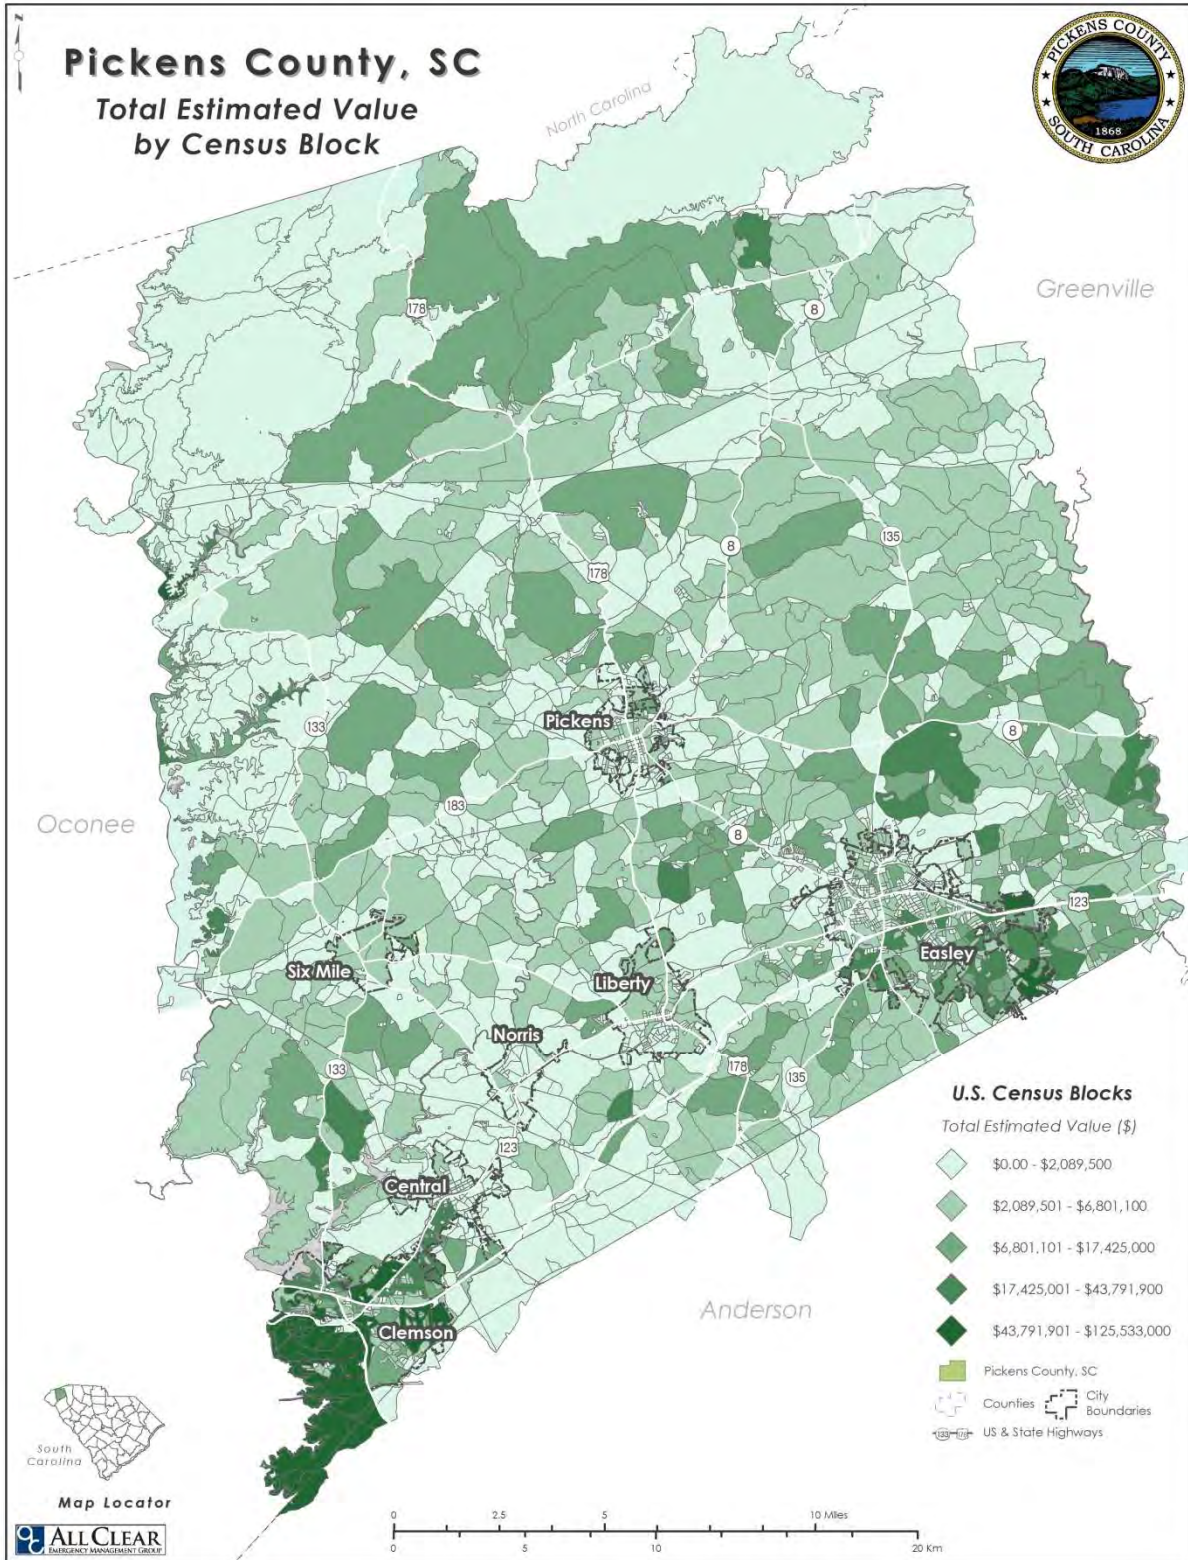 N
Pickens County, SC
Total Estimated Value
by Census Block
PICKENS COUNTY
1868
SOUTH CAROLINA
North Carolina
Greenville
178
8
8
135
178
Pickens
133
8
183
Oconee
8
123
Easley
Six Mile
Liberty
Norris
133
178
135
123
Central
Clemson
Anderson
U.S. Census Blocks
Total Estimated Value ($)
$0.00 - $2,089,500
$2,089,501 - $6,801,100
$6,801,101 - $17,425,000
$17,425,001 - $43,791,900
$43,791,901 - $125,533,000
Pickens County, SC
Counties
City
Boundaries
133 178 US & State Highways
South
Carolina
Map Locator
ALL CLEAR
EMERGENCY MANAGEMENT GROUP
0 2.5 5 10 Miles
0 5 10 20 Km